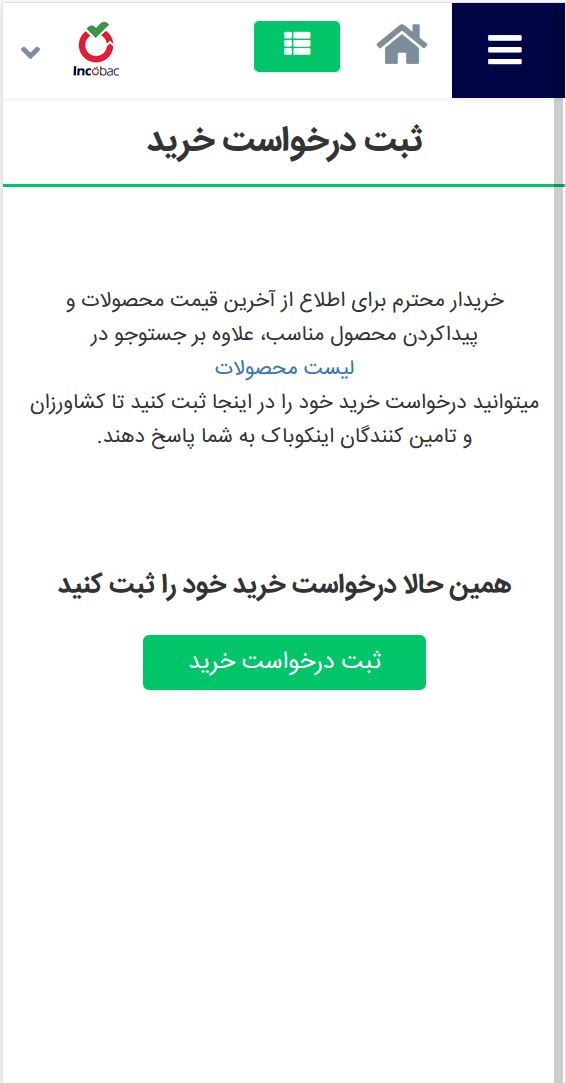 Incobac
ثبت درخواست خرید
خریدار محترم برای اطلاع از آخرین قیمت محصولات و
پیداکردن محصول مناسب، علاوه بر جستوجو در
لیست محصولات
میتوانید درخواست خرید خود را در اینجا ثبت کنید تا کشاورزان
و تامین کنندگان اینکوباک به شما پاسخ دهند.
همین حالا درخواست خرید خود را ثبت کنید
ثبت درخواست خرید